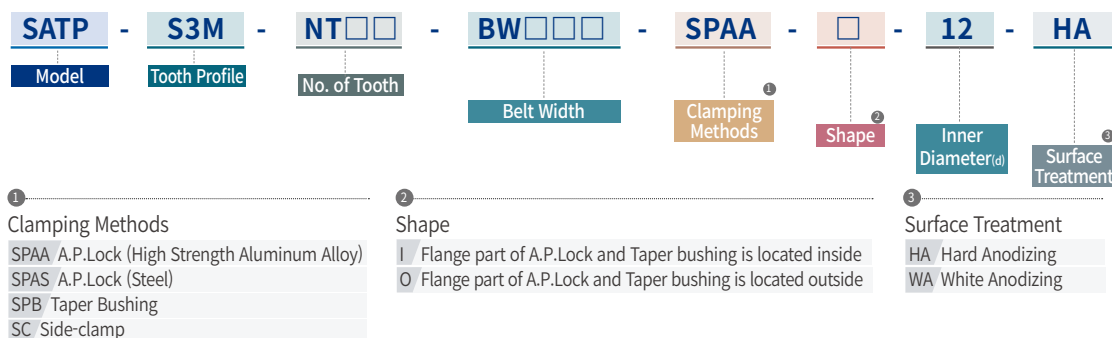 SATP - S3M - NT□□ - BW□□□ - SPAA - □ - 12 - HA
Model
Tooth Profile
No. of Tooth
Belt Width
Clamping
Methods
1
Shape
2
Inner
Diameter(d)
Surface
Treatment
3
1
Clamping Methods
SPAA A.P.Lock (High Strength Aluminum Alloy)
SPAS A.P.Lock (Steel)
SPB Taper Bushing
SC Side-clamp
2
Shape
I Flange part of A.P.Lock and Taper bushing is located inside
O Flange part of A.P.Lock and Taper bushing is located outside
3
Surface Treatment
HA Hard Anodizing
WA White Anodizing